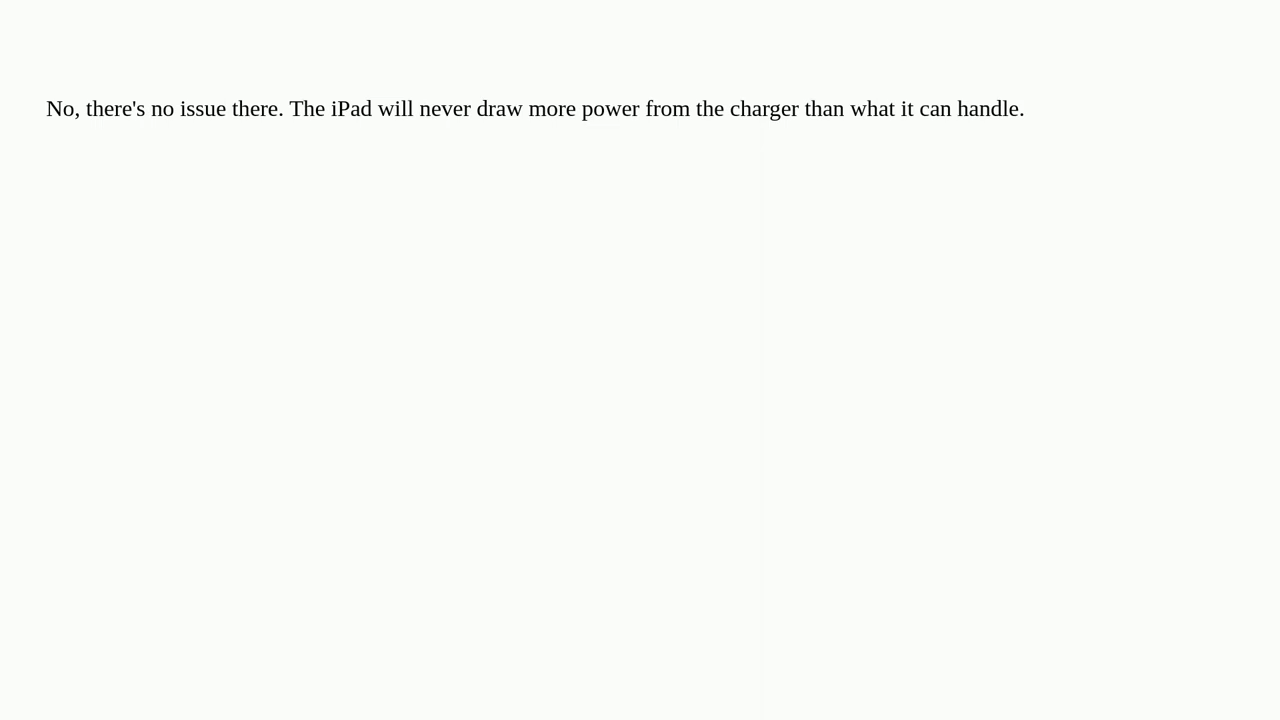 No, there's no issue there. The iPad will never draw more power from the charger than what it can handle.